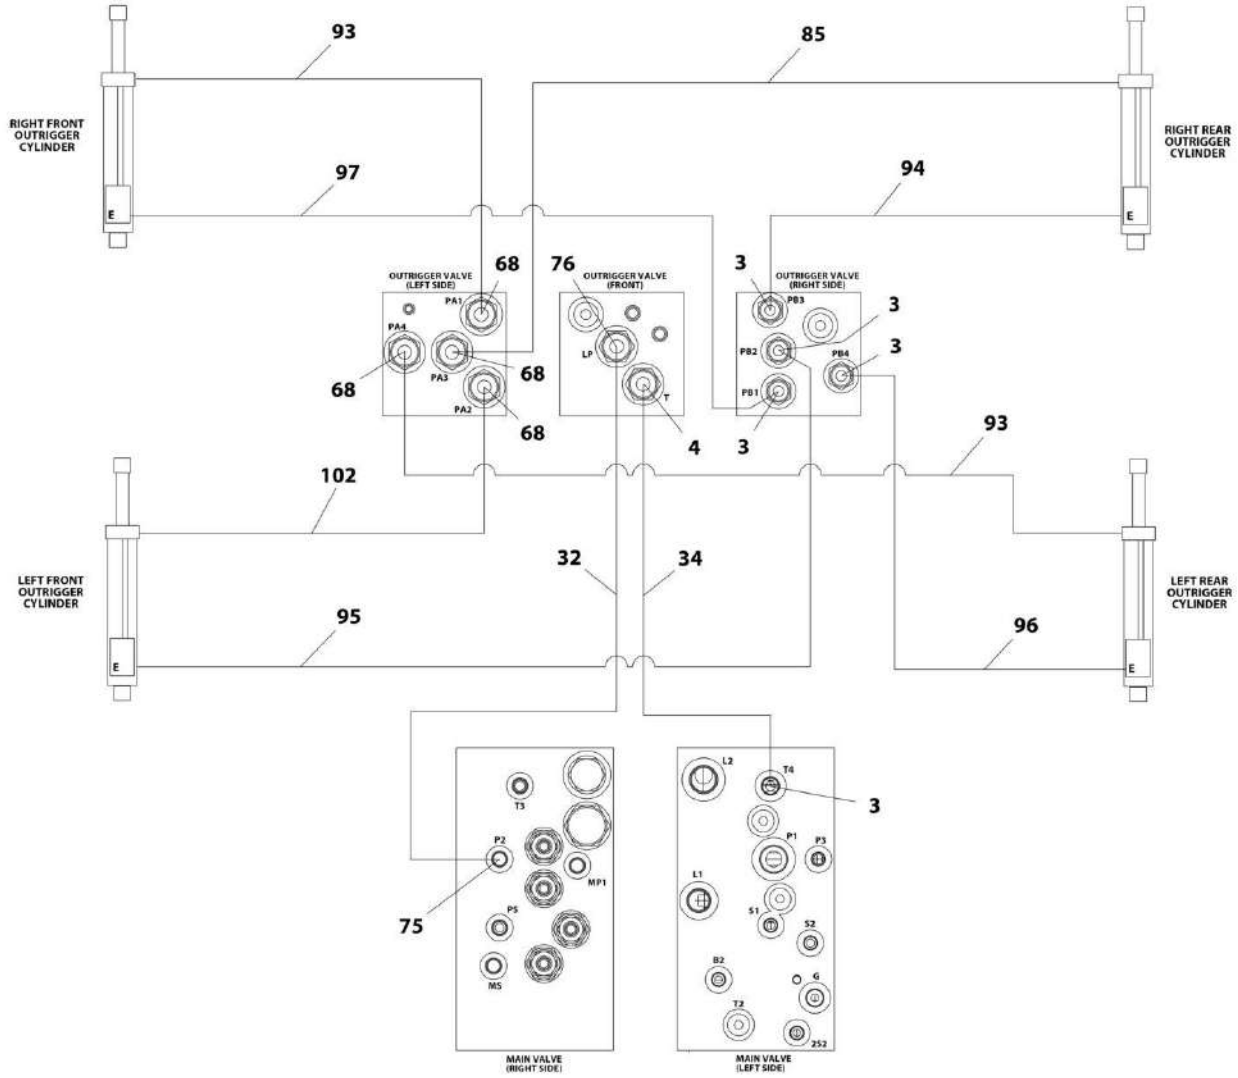 93
85
RIGHT FRONT
OUTRIGGER
CYLINDER
RIGHT REAR
OUTRIGGER
CYLINDER
97
94
E
E
OUTRIGGER VALVE
(LEFT SIDE)
68
76
OUTRIGGER VALVE
(FRONT)
3
OUTRIGGER VALVE
(RIGHT SIDE)
PA1
PB3
3
PA4
LP
PB2
3
PB4
68
PA3
68
T
PB1
PA2
68
4
3
93
102
LEFT FRONT
OUTRIGGER
CYLINDER
32
34
LEFT REAR
OUTRIGGER
CYLINDER
95
96
E
E
L2
T4
T3
3
P2
P1
P3
MP1
L1
75
PS
S1
S2
MS
B2
G
T2
2S2
MAIN VALVE
(RIGHT SIDE)
MAIN VALVE
(LEFT SIDE)